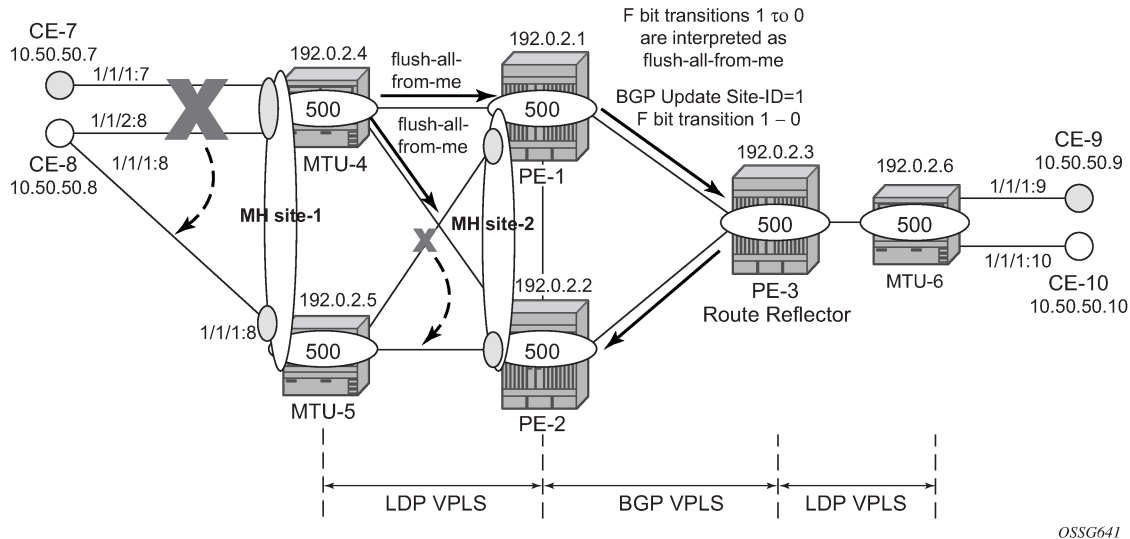 CE-7
10.50.50.7
1/1/1:7
1/1/2:8
CE-8
10.50.50.8
1/1/1:8
192.0.2.4
500
MTU-4
flush-all-
from-me
flush-all-
from-me
192.0.2.1
500
PE-1
F bit transitions 1 το 0
are interpreted as
flush-all-from-me
BGP Update Site-ID=1
F bit transition 1 – 0
MH site-1
MH site-2
192.0.2.3
500
PE-3
Route Reflector
192.0.2.6
500
MTU-6
CE-9
10.50.50.9
1/1/1:9
1/1/1:10
CE-10
10.50.50.10
192.0.2.5
1/1/1:8
500
MTU-5
192.0.2.2
500
PE-2
LDP VPLS
BGP VPLS
LDP VPLS
OSSG641